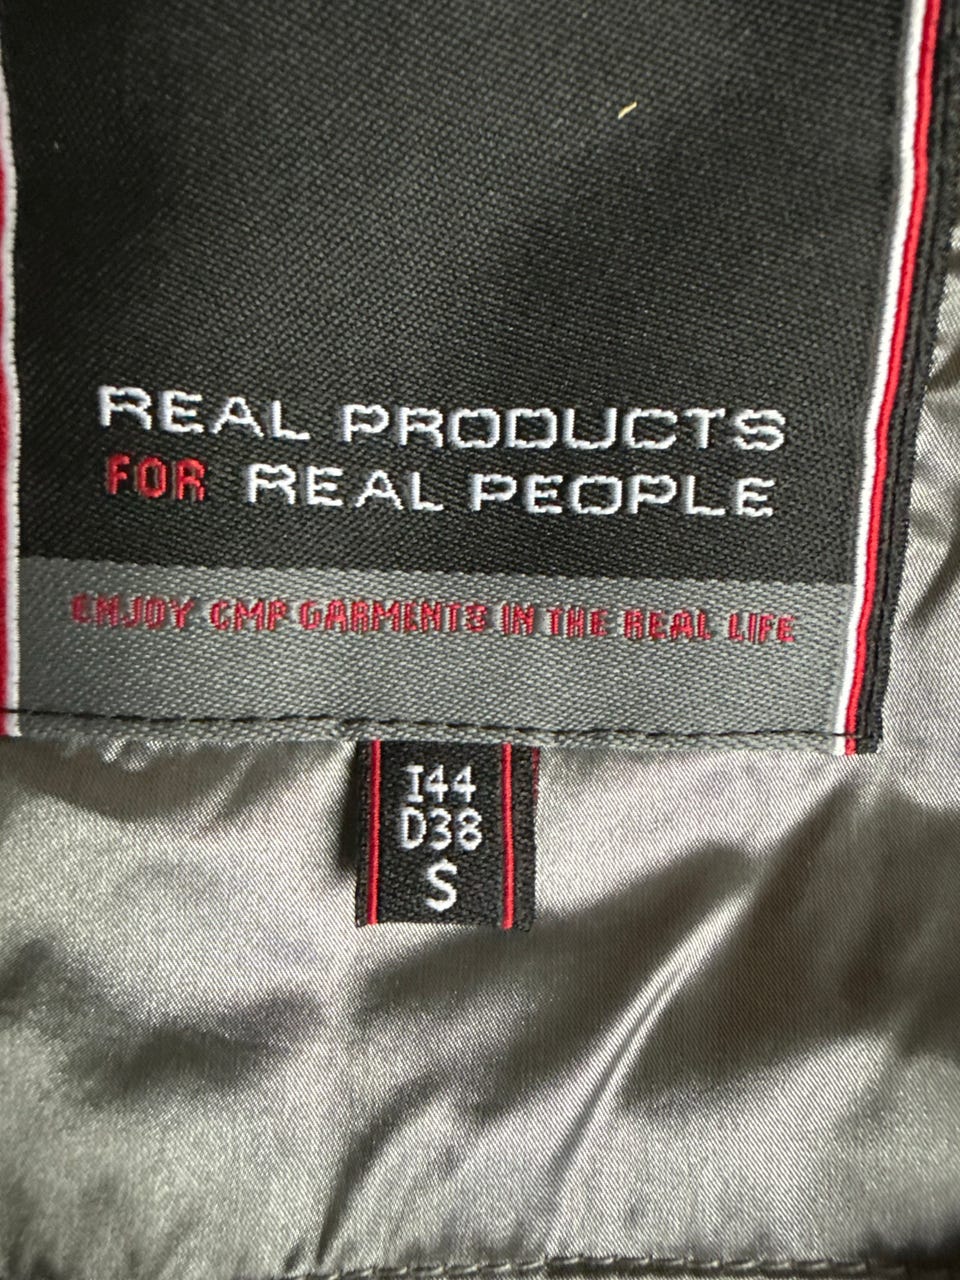 REAL PRODUCTS
FOR REAL PEOPLE
ENJOY CMP GARMENTS IN THE REAL LIFE
I44
D38
S